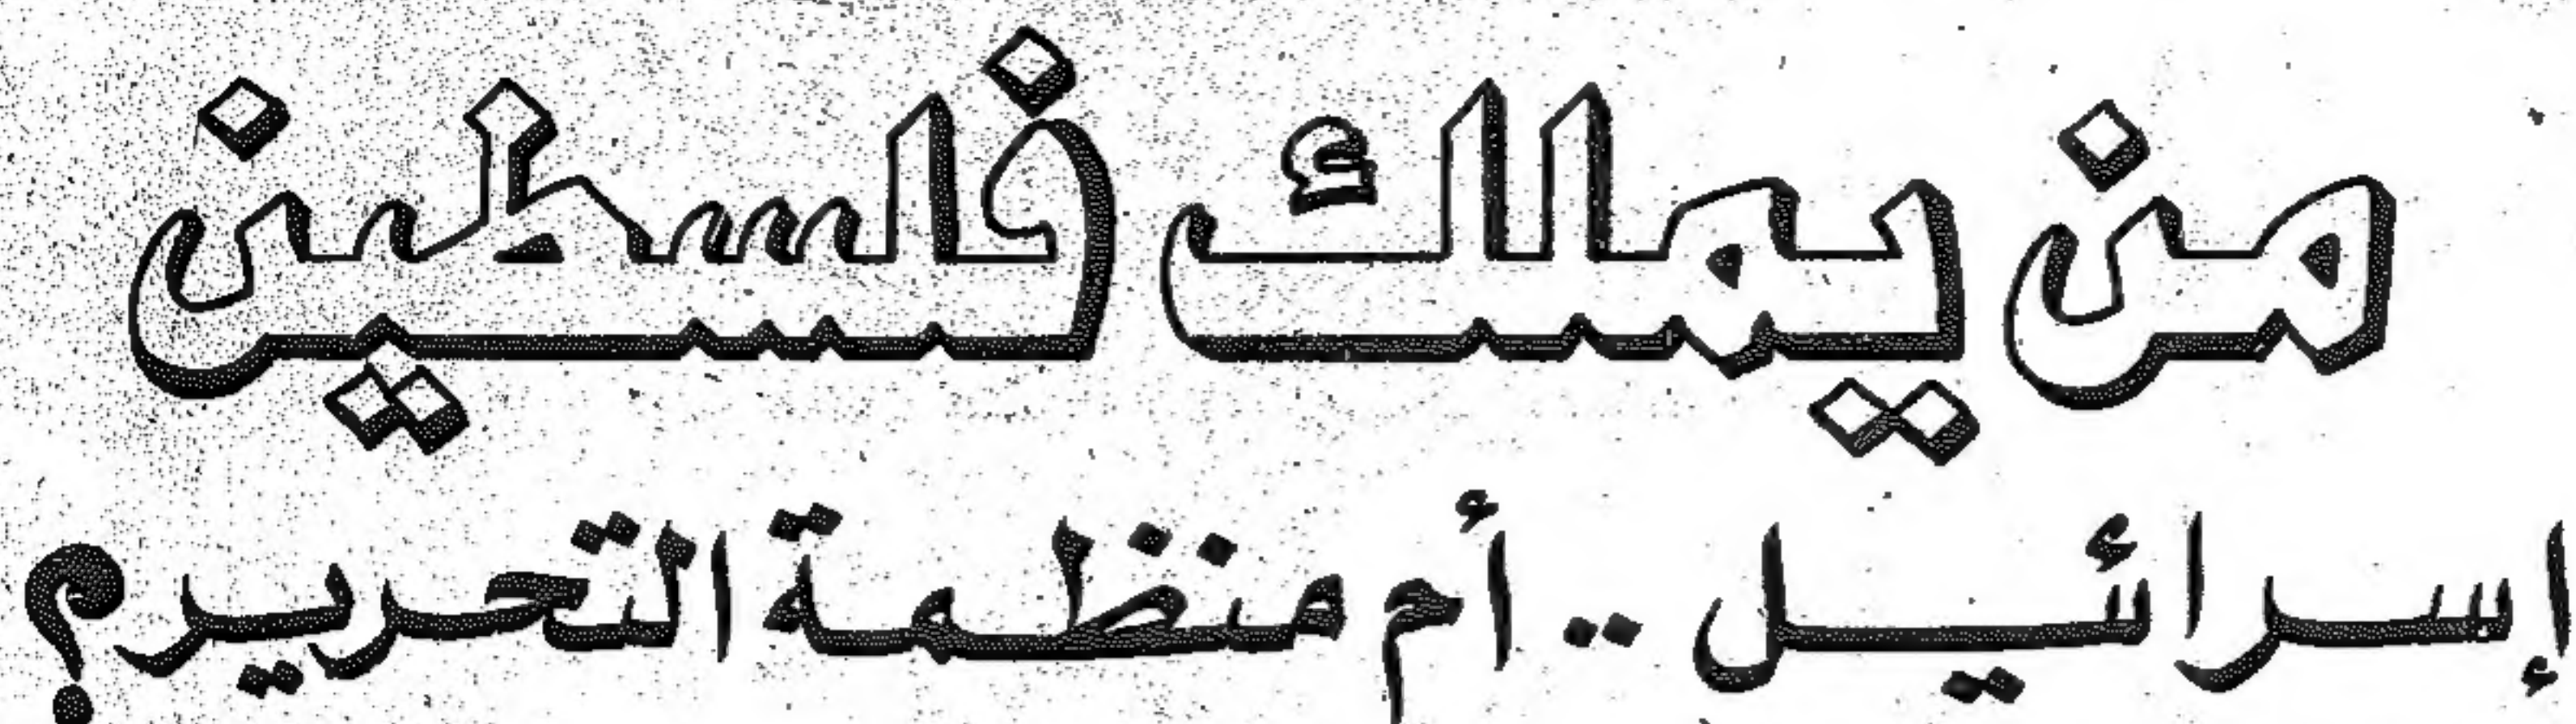 من يملك فلسطين
إسرائيل .. أم منظمة التحرير ؟